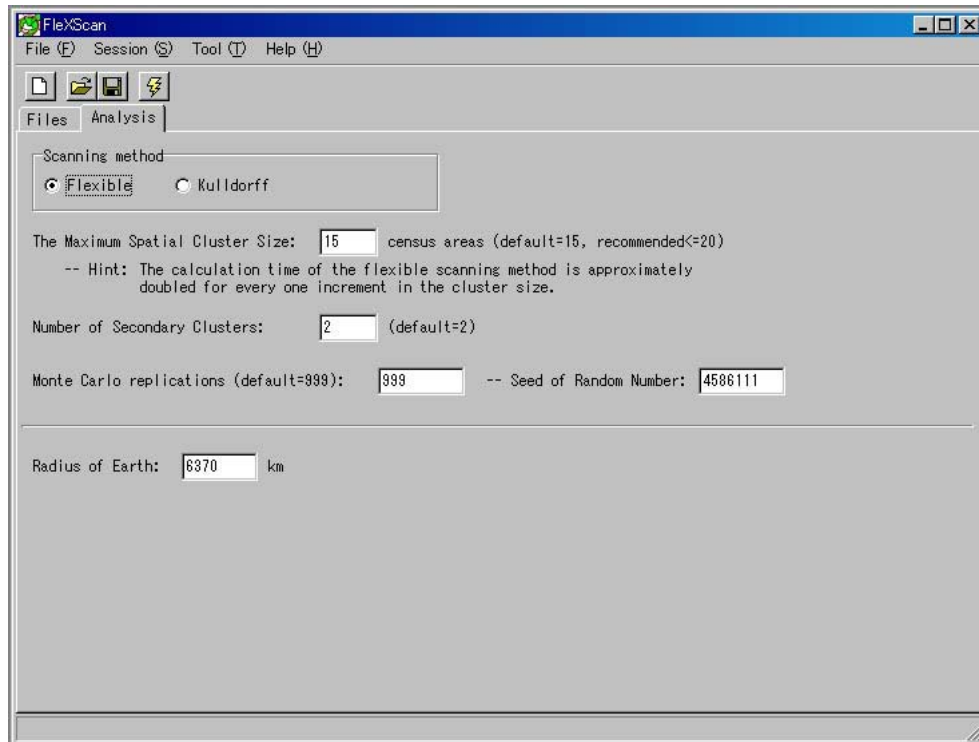 FleXScan
File (F) Session (S) Tool (T) Help (H)
Files Analysis
Scanning method
Flexible Kulldorff
The Maximum Spatial Cluster Size: 15 census areas (default=15, recommended<=20)
-- Hint: The calculation time of the flexible scanning method is approximately
doubled for every one increment in the cluster size.
Number of Secondary Clusters: 2 (default=2)
Monte Carlo replications (default=999): 999 -- Seed of Random Number: 4586111
Radius of Earth: 6370 km